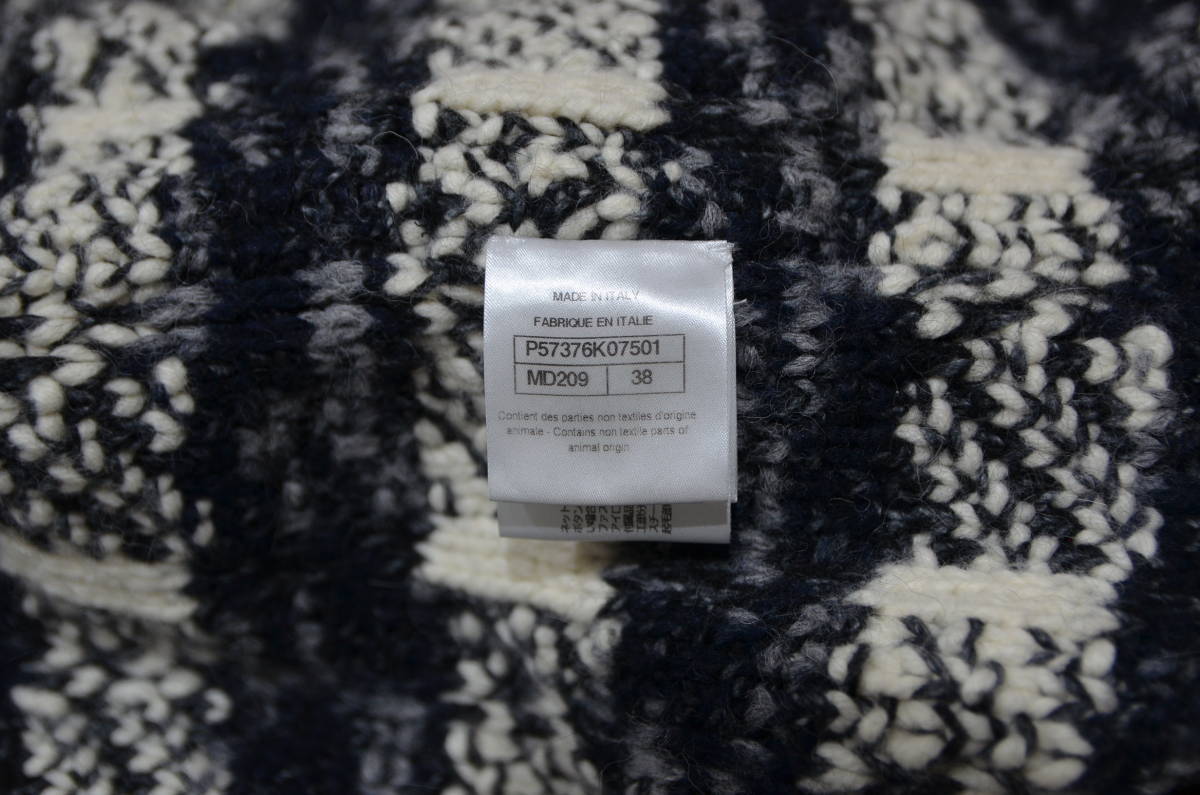 MADE IN ITALY
FABRIQUE EN ITALIE
P57376K07501
MD209 38
Contient des parties non textiles d'origine
animale - Contains non textile parts of
animal origin